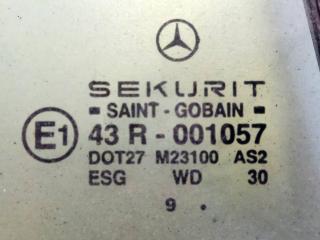 SEKURIT
- SAINT - GOBAIN -
E1 43 R - 001057
DOT27 M23100 AS2
ESG WD 30
9 .